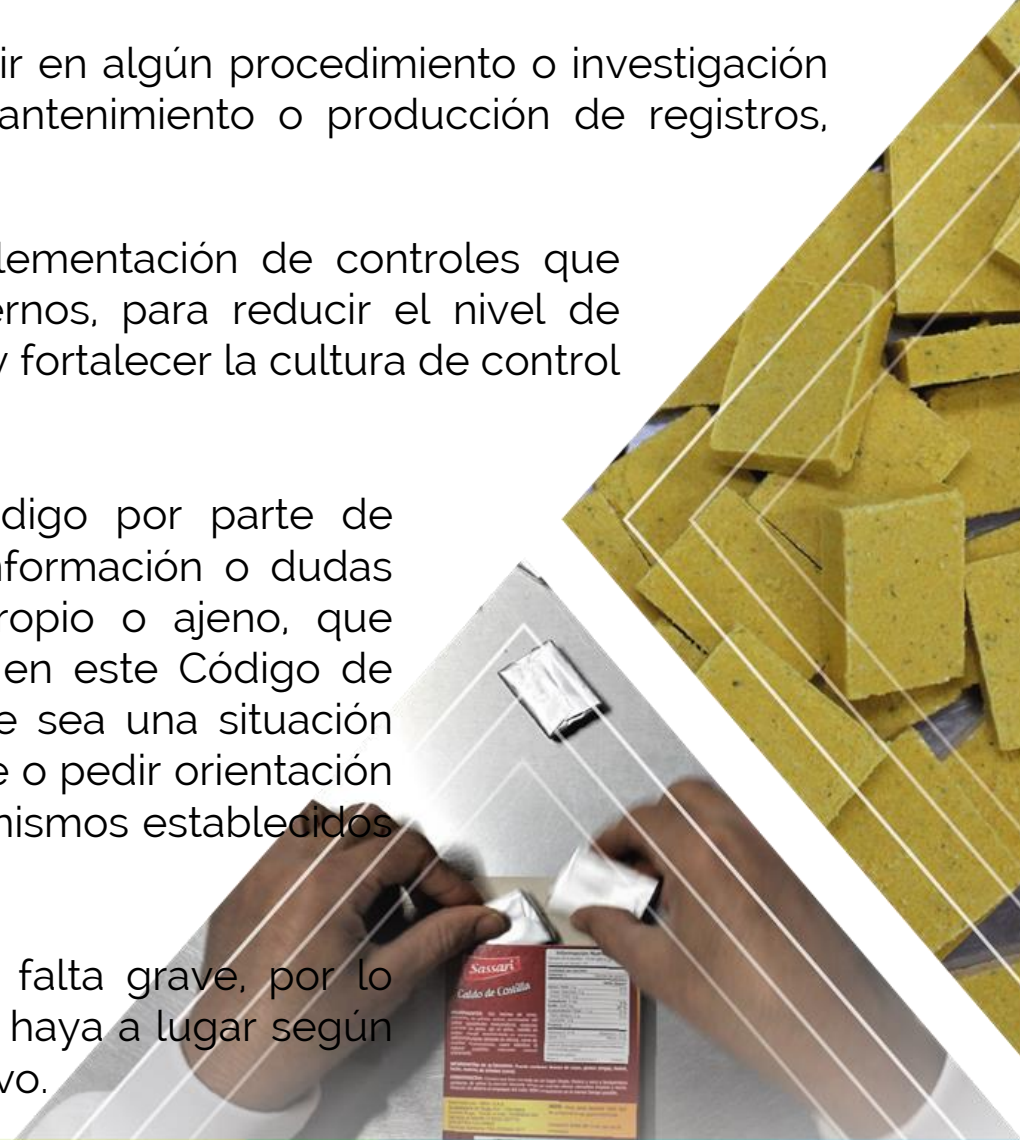 ir en algún procedimiento o investigación
antenimiento o producción de registros,
lementación de controles que
ernos, para reducir el nivel de
y fortalecer la cultura de control
digo por parte de
nformación o dudas
ropio o ajeno, que
en este Código de
e sea una situación
e o pedir orientación
nismos establecidos
falta grave, por lo
haya a lugar según
vo.
Sassari
Caldo de Costilla